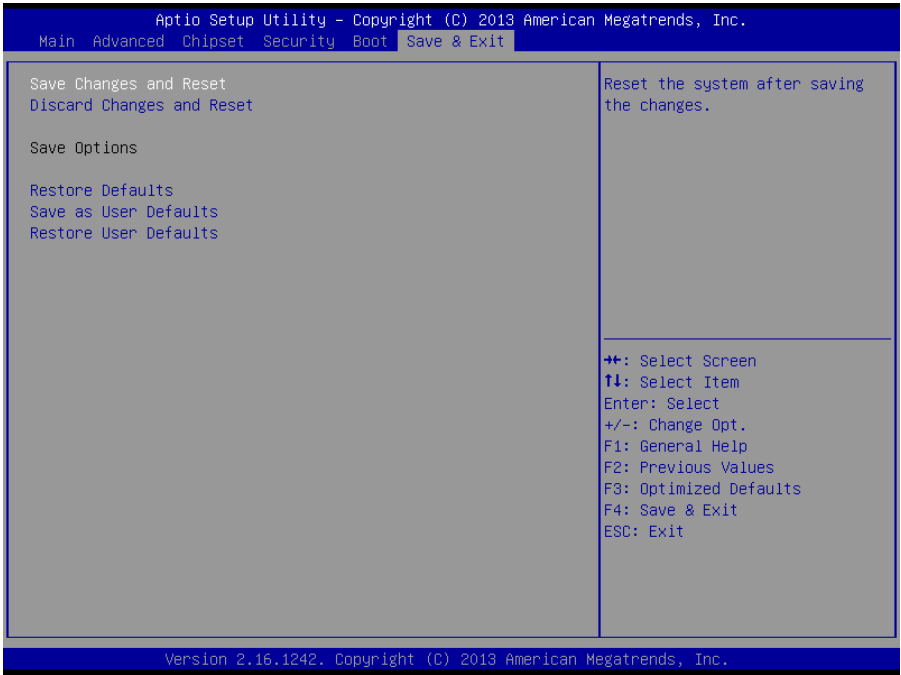 Aptio Setup Utility – Copyright (C) 2013 American Megatrends, Inc.
Main Advanced Chipset Security Boot Save & Exit
Save Changes and Reset
Discard Changes and Reset
Save Options
Restore Defaults
Save as User Defaults
Restore User Defaults
Reset the system after saving
the changes.
→←: Select Screen
↑↓: Select Item
Enter: Select
+/-: Change Opt.
F1: General Help
F2: Previous Values
F3: Optimized Defaults
F4: Save & Exit
ESC: Exit
Version 2.16.1242. Copyright (C) 2013 American Megatrends, Inc.